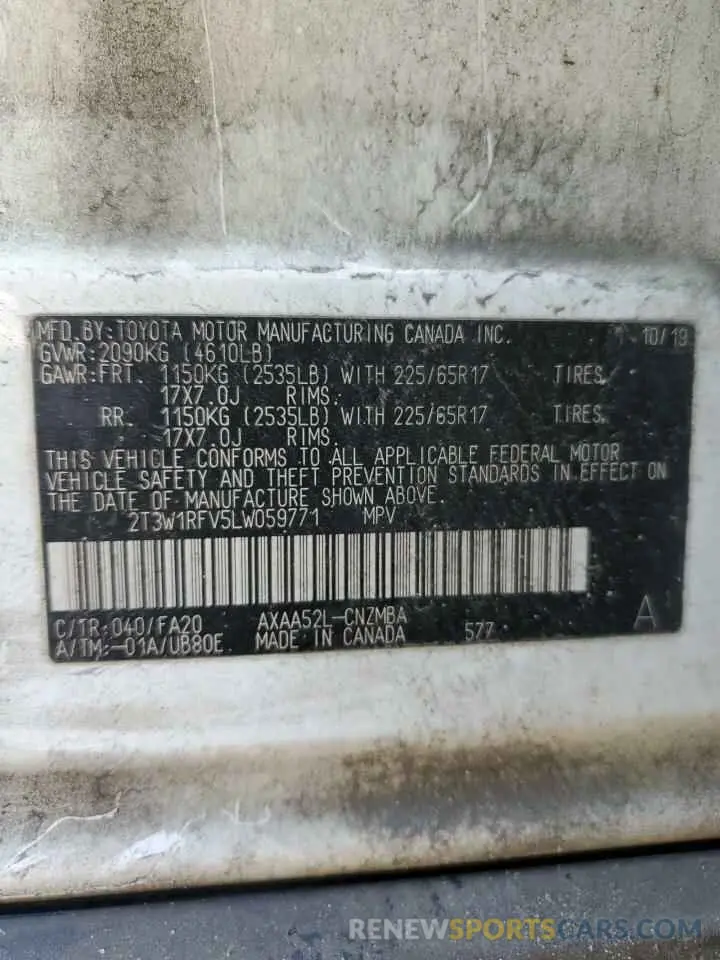 MFD.BY:TOYOTA MOTOR MANUFACTURING CANADA INC. 10/19
GVWR:2090KG (4610LB)
GAWR:FRT. 1150KG (2535LB) WITH 225/65R17 TIRES.
17X7.0J RIMS.
RR. 1150KG (2535LB) WITH 225/65R17 TIRES.
17X7.0J RIMS.
THIS VEHICLE CONFORMS TO ALL APPLICABLE FEDERAL MOTOR
VEHICLE SAFETY AND THEFT PREVENTION STANDARDS IN EFFECT ON
THE DATE OF MANUFACTURE SHOWN ABOVE.
2T3W1RFV5LW059771 MPV
C/TR:040/FA20 AXAA52L-CNZMBA A
A/TM:-01A/UB80E MADE IN CANADA 577
RENEWSPORTSCARS.COM